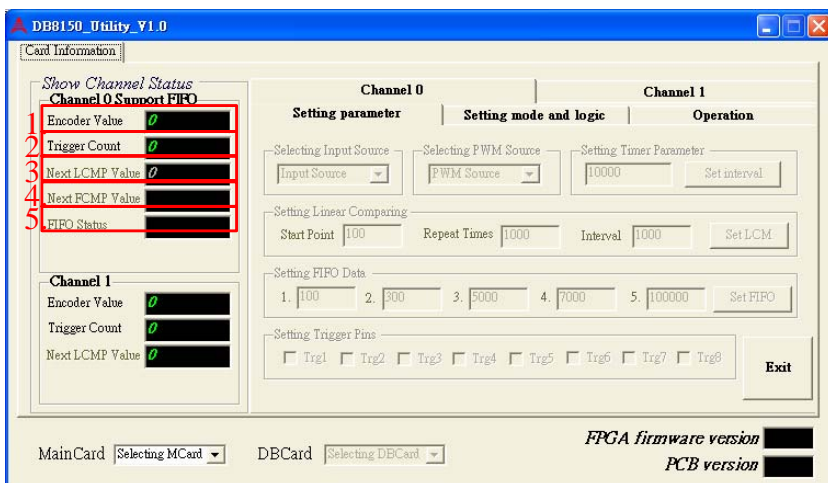 DB8150_Utility_V1.0
Card Information
Show Channel Status
Channel 0 Support FIFO
1. Encoder Value 0
2. Trigger Count 0
3. Next LCMP Value 0
4. Next FCMP Value
5. FIFO Status
Channel 1
Encoder Value 0
Trigger Count 0
Next LCMP Value 0
Channel 0 Channel 1
Setting parameter Setting mode and logic Operation
Selecting Input Source Selecting PWM Source Setting Timer Parameter
Input Source PWM Source 10000 Set interval
Setting Linear Comparing
Start Point 100 Repeat Times 1000 Interval 1000 Set LCM
Setting FIFO Data
1. 100 2. 300 3. 5000 4. 7000 5. 100000 Set FIFO
Setting Trigger Pins
Trg1 Trg2 Trg3 Trg4 Trg5 Trg6 Trg7 Trg8
Exit
MainCard Selecting MCard DBCard Selecting DBCard
FPGA firmware version
PCB version